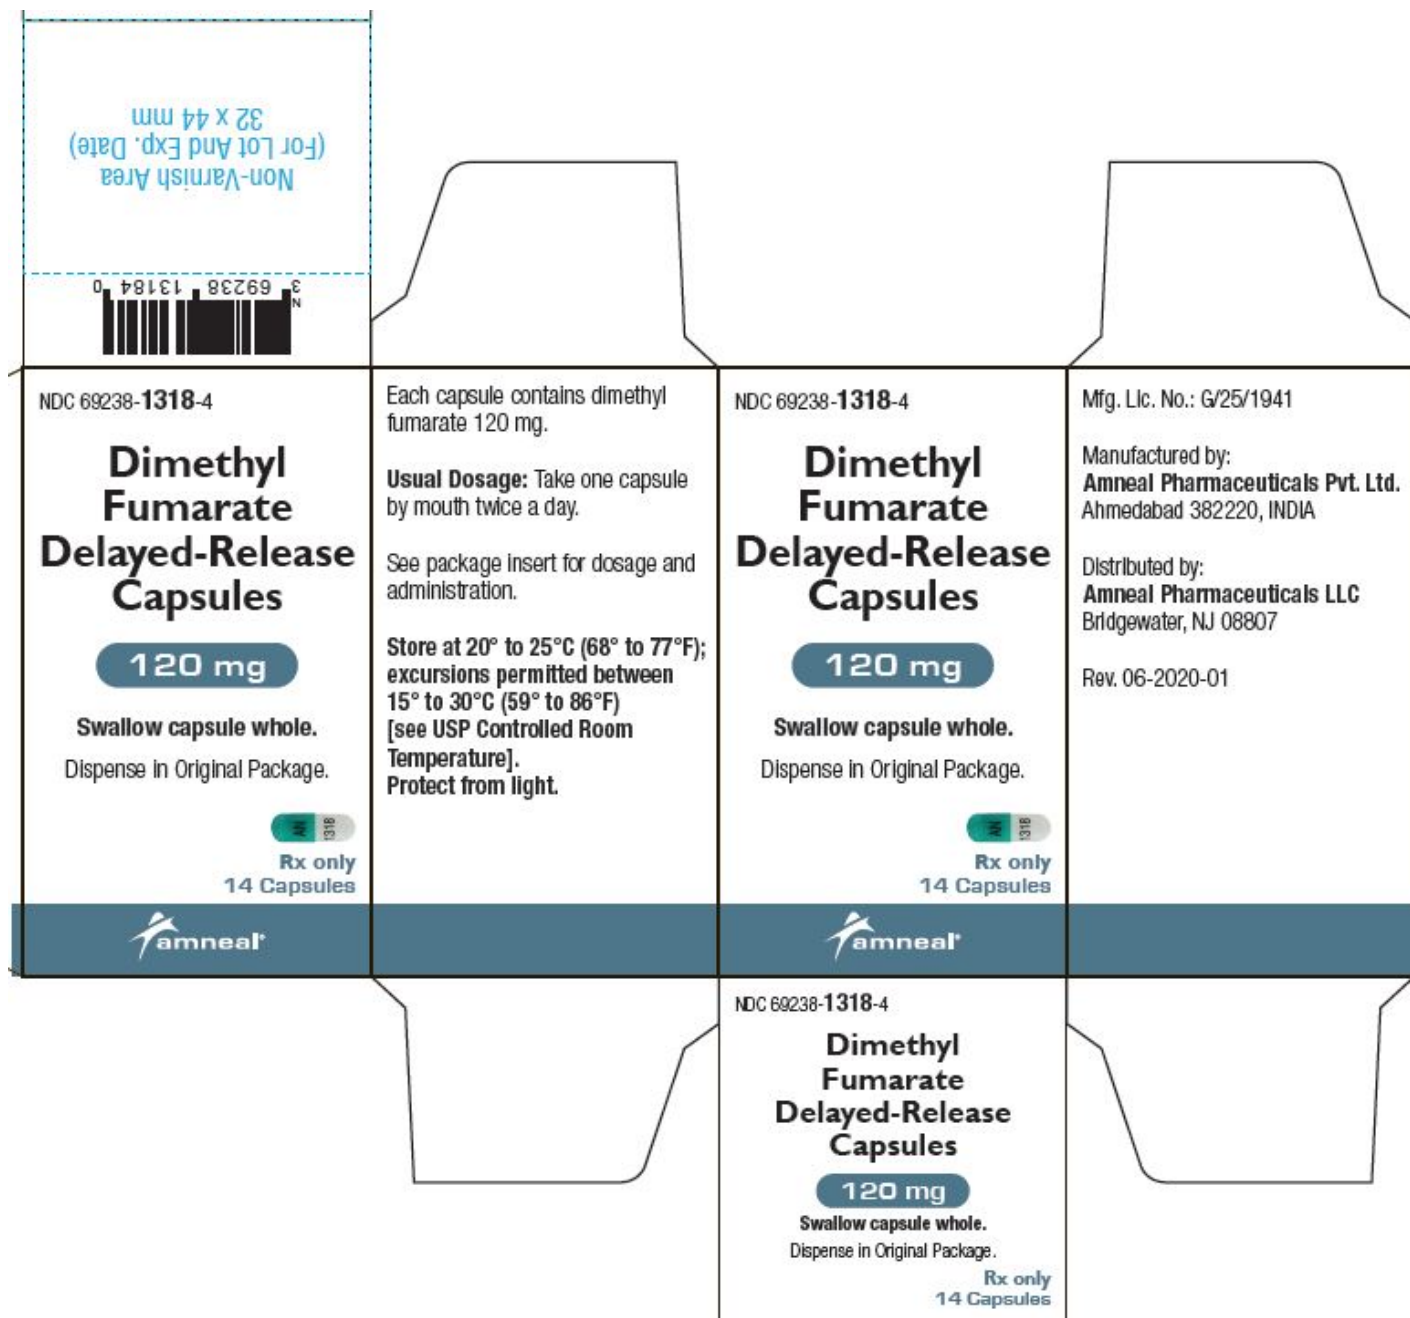 Non-Varnish Area
(For Lot And Exp. Date)
32 x 44 mm
N
3 69238 13184 0
NDC 69238-1318-4
Dimethyl
Fumarate
Delayed-Release
Capsules
120 mg
Swallow capsule whole.
Dispense in Original Package.
AN
1318
Rx only
14 Capsules
amneal
Each capsule contains dimethyl
fumarate 120 mg.
Usual Dosage: Take one capsule
by mouth twice a day.
See package insert for dosage and
administration.
Store at 20° to 25°C (68° to 77°F);
excursions permitted between
15° to 30°C (59° to 86°F)
[see USP Controlled Room
Temperature].
Protect from light.
NDC 69238-1318-4
Dimethyl
Fumarate
Delayed-Release
Capsules
120 mg
Swallow capsule whole.
Dispense in Original Package.
AN
1318
Rx only
14 Capsules
amneal
Mfg. Lic. No.: G/25/1941
Manufactured by:
Amneal Pharmaceuticals Pvt. Ltd.
Ahmedabad 382220, INDIA
Distributed by:
Amneal Pharmaceuticals LLC
Bridgewater, NJ 08807
Rev. 06-2020-01
NDC 69238-1318-4
Dimethyl
Fumarate
Delayed-Release
Capsules
120 mg
Swallow capsule whole.
Dispense in Original Package.
Rx only
14 Capsules